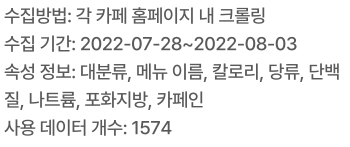 수집방법: 각 카페 홈페이지 내 크롤링
수집 기간: 2022-07-28~2022-08-03
속성 정보: 대분류, 메뉴 이름, 칼로리, 당류, 단백
질, 나트륨, 포화지방, 카페인
사용 데이터 개수: 1574